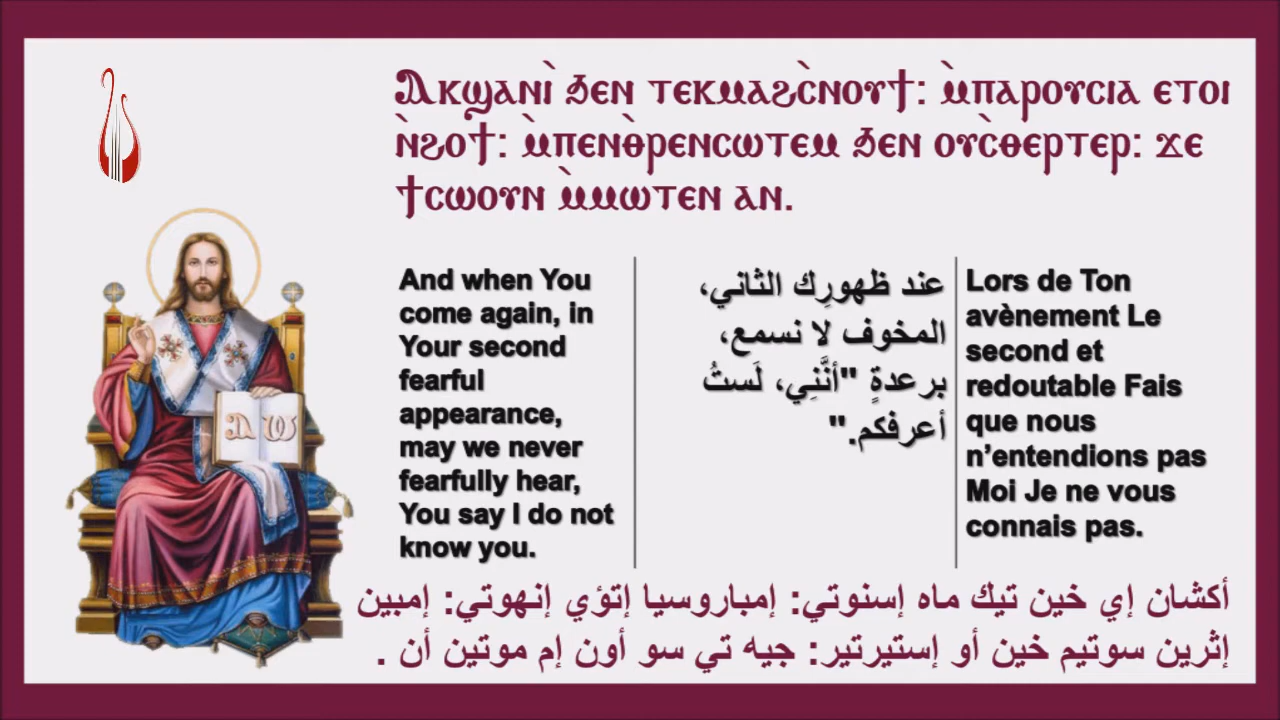 Ⲁⲕϣⲁⲛⲓ̀ ϧⲉⲛ ⲧⲉⲕⲙⲁϩⲥ̀ⲛⲟⲩϯ: ⲙ̀ⲡⲁⲣⲟⲩⲥⲓⲁ ⲉⲧⲟⲓ
ⲛ̀ϩⲟϯ: ⲙ̀ⲡⲉⲛⲑ̀ⲣⲉⲛⲥⲱⲧⲉⲙ ϧⲉⲛ ⲟⲩⲥ̀ⲑⲉⲣⲧⲉⲣ: ϫⲉ
ϯⲥⲱⲟⲩⲛ ⲙ̀ⲙⲱⲧⲉⲛ ⲁⲛ.
And when You
come again, in
Your second
fearful
appearance,
may we never
fearfully hear,
You say I do not
know you.
عند ظهورِك الثاني،
المخوف لا نسمع،
برعدةٍ "أنَّنِي، لَستُ
أعرفكم."
Lors de Ton
avènement Le
second et
redoutable Fais
que nous
n’entendions pas
Moi Je ne vous
connais pas.
Ⲁ Ⲱ
أكشان إي خين تيك ماه إسنوتي: إمباروسيا إتؤي إنهوتي: إمبين
إثرين سوتيم خين أو إستيرتير: جيه تي سو أون إم موتين أن .